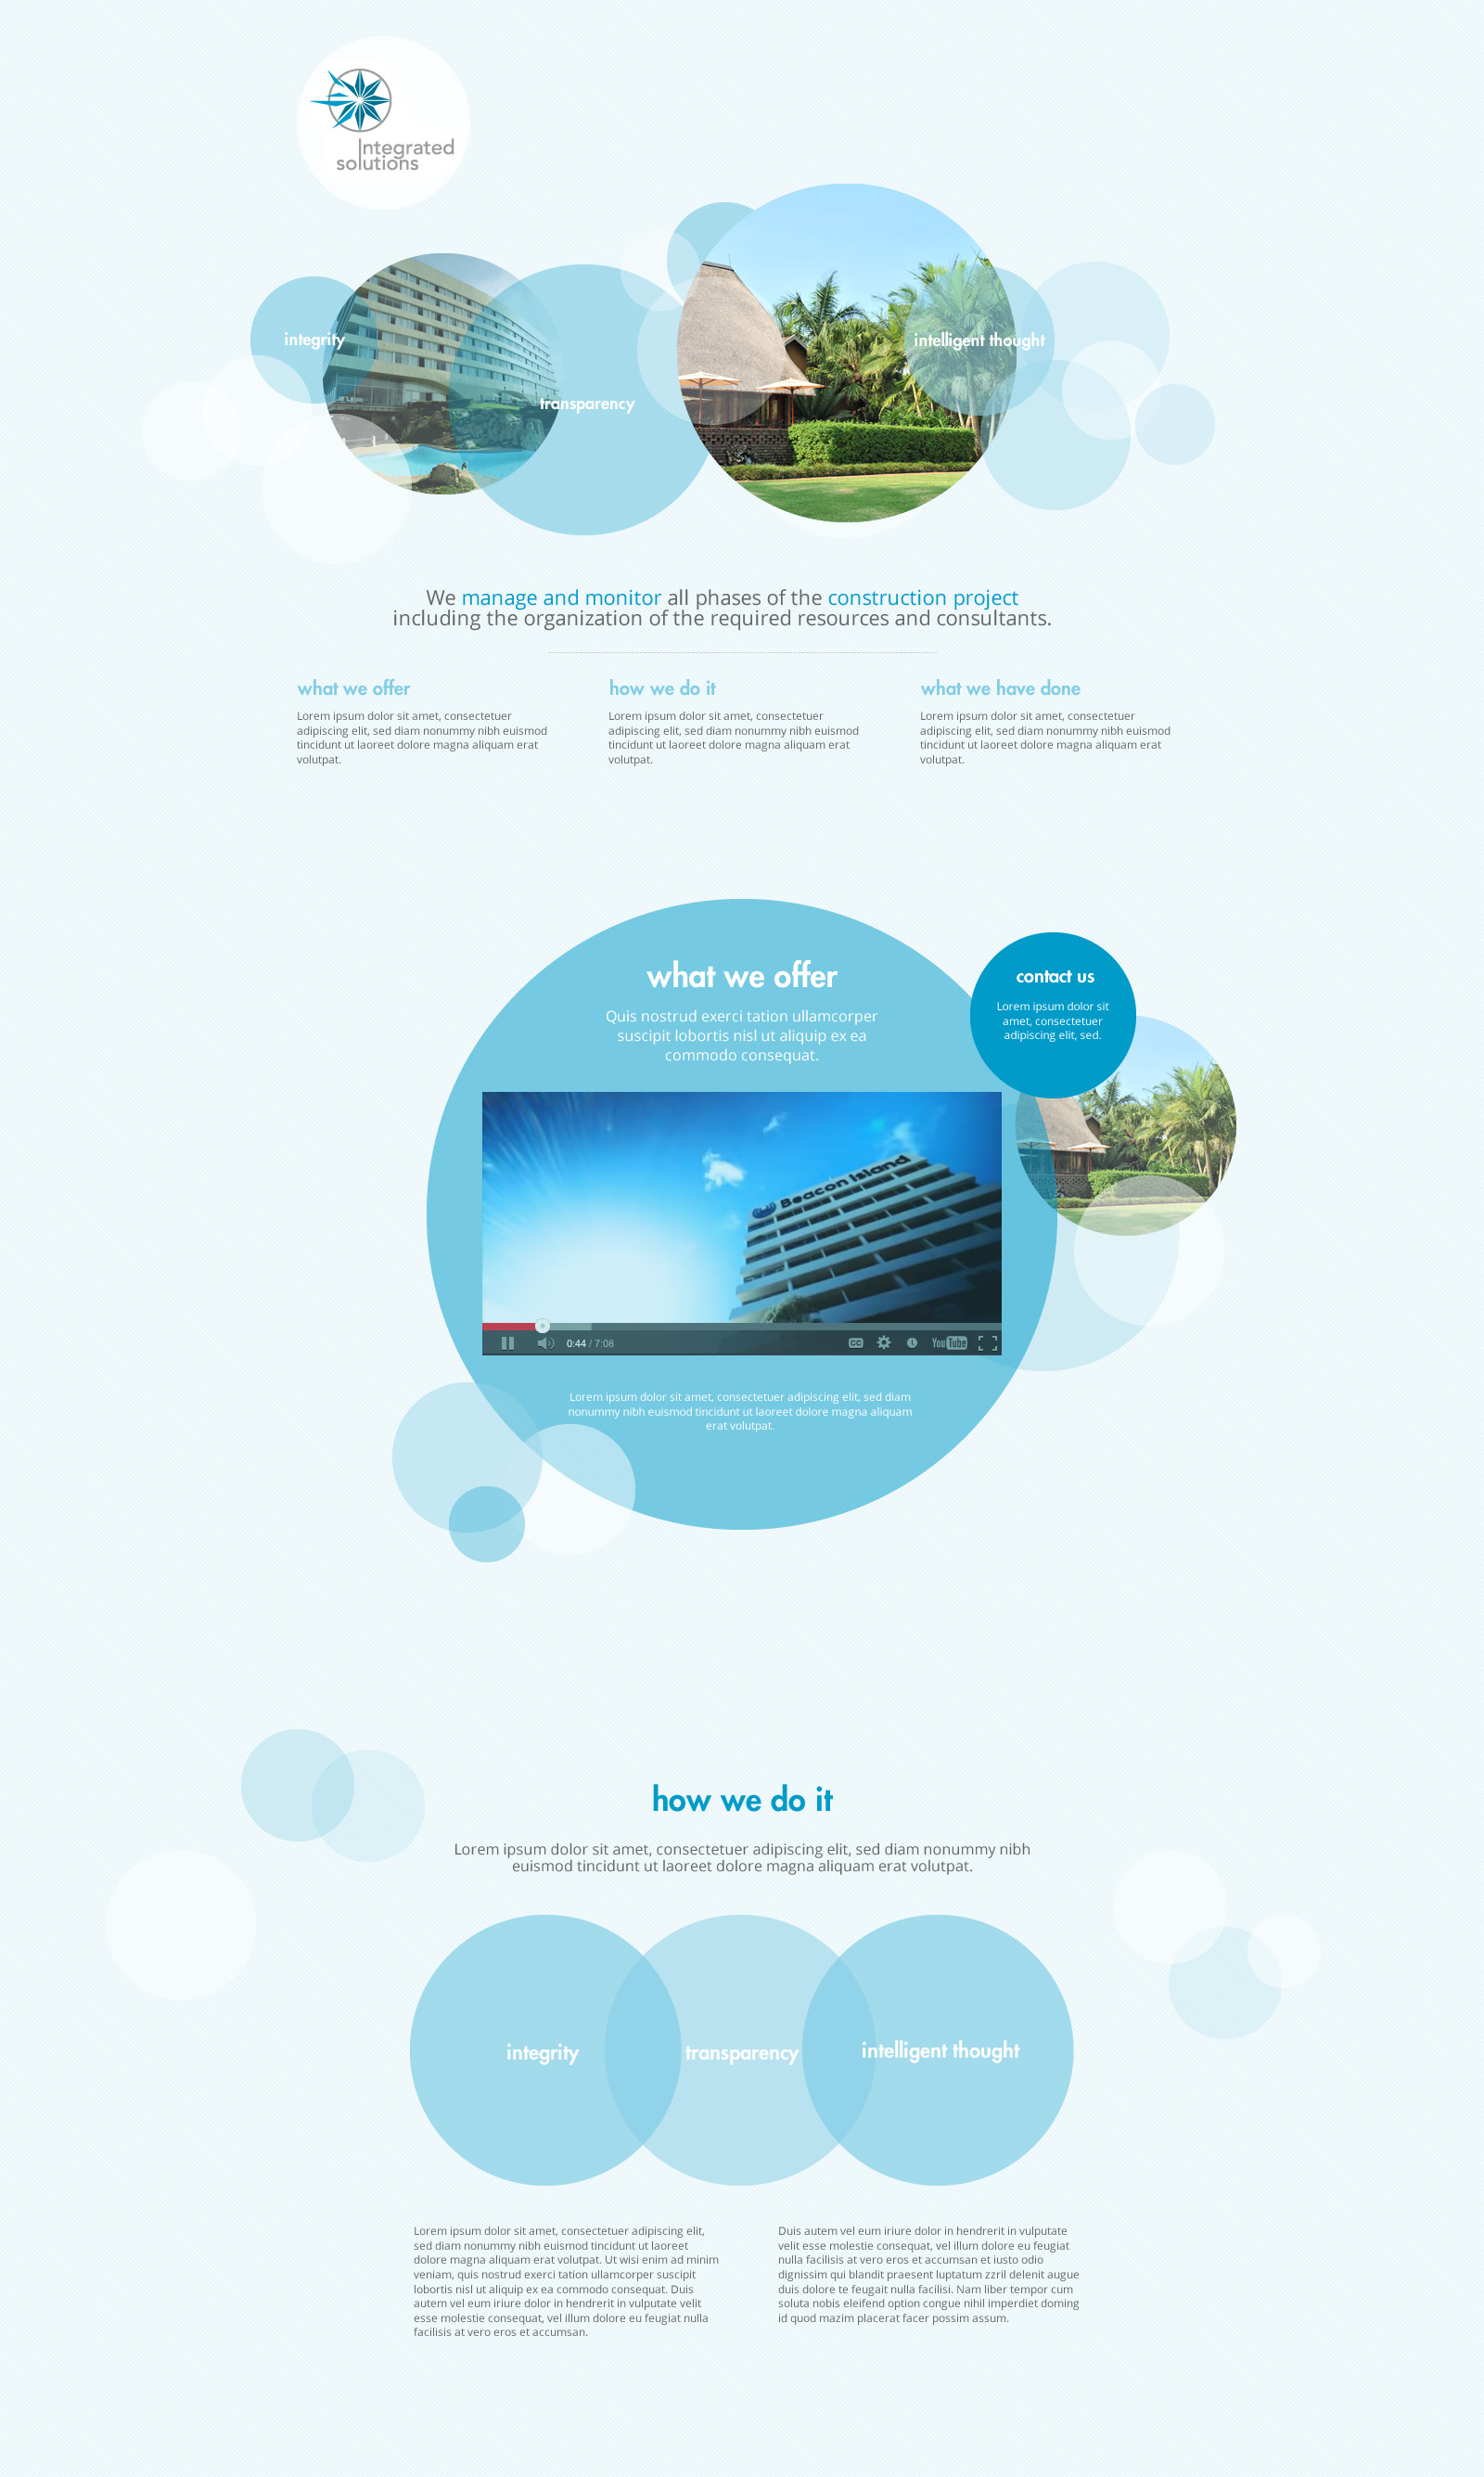 Integrated
solutions
integrity
intelligent thought
transparency
We manage and monitor all phases of the construction project
including the organization of the required resources and consultants.
what we offer
Lorem ipsum dolor sit amet, consectetuer
adipiscing elit, sed diam nonummy nibh euismod
tincidunt ut laoreet dolore magna aliquam erat
volutpat.
how we do it
Lorem ipsum dolor sit amet, consectetuer
adipiscing elit, sed diam nonummy nibh euismod
tincidunt ut laoreet dolore magna aliquam erat
volutpat.
what we have done
Lorem ipsum dolor sit amet, consectetuer
adipiscing elit, sed diam nonummy nibh euismod
tincidunt ut laoreet dolore magna aliquam erat
volutpat.
what we offer
Quis nostrud exerci tation ullamcorper
suscipit lobortis nisl ut aliquip ex ea
commodo consequat.
contact us
Lorem ipsum dolor sit
amet, consectetuer
adipiscing elit, sed.
Beacon Island
0:44 / 7:08
CC
YouTube
Lorem ipsum dolor sit amet, consectetuer adipiscing elit, sed diam
nonummy nibh euismod tincidunt ut laoreet dolore magna aliquam
erat volutpat.
how we do it
Lorem ipsum dolor sit amet, consectetuer adipiscing elit, sed diam nonummy nibh
euismod tincidunt ut laoreet dolore magna aliquam erat volutpat.
integrity
transparency
intelligent thought
Lorem ipsum dolor sit amet, consectetuer adipiscing elit,
sed diam nonummy nibh euismod tincidunt ut laoreet
dolore magna aliquam erat volutpat. Ut wisi enim ad minim
veniam, quis nostrud exerci tation ullamcorper suscipit
lobortis nisl ut aliquip ex ea commodo consequat. Duis
autem vel eum iriure dolor in hendrerit in vulputate velit
esse molestie consequat, vel illum dolore eu feugiat nulla
facilisis at vero eros et accumsan.
Duis autem vel eum iriure dolor in hendrerit in vulputate
velit esse molestie consequat, vel illum dolore eu feugiat
nulla facilisis at vero eros et accumsan et iusto odio
dignissim qui blandit praesent luptatum zzril delenit augue
duis dolore te feugait nulla facilisi. Nam liber tempor cum
soluta nobis eleifend option congue nihil imperdiet doming
id quod mazim placerat facer possim assum.